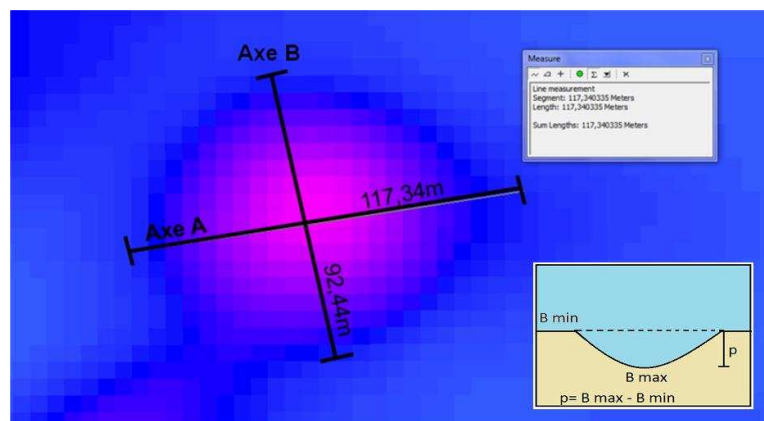 Axe B
Axe A
117,34m
92,44m
Measure
Line measurement
Segment: 117,340335 Meters
Length: 117,340335 Meters
Sum Lengths: 117,340335 Meters
B min
p
B max
p= B max - B min